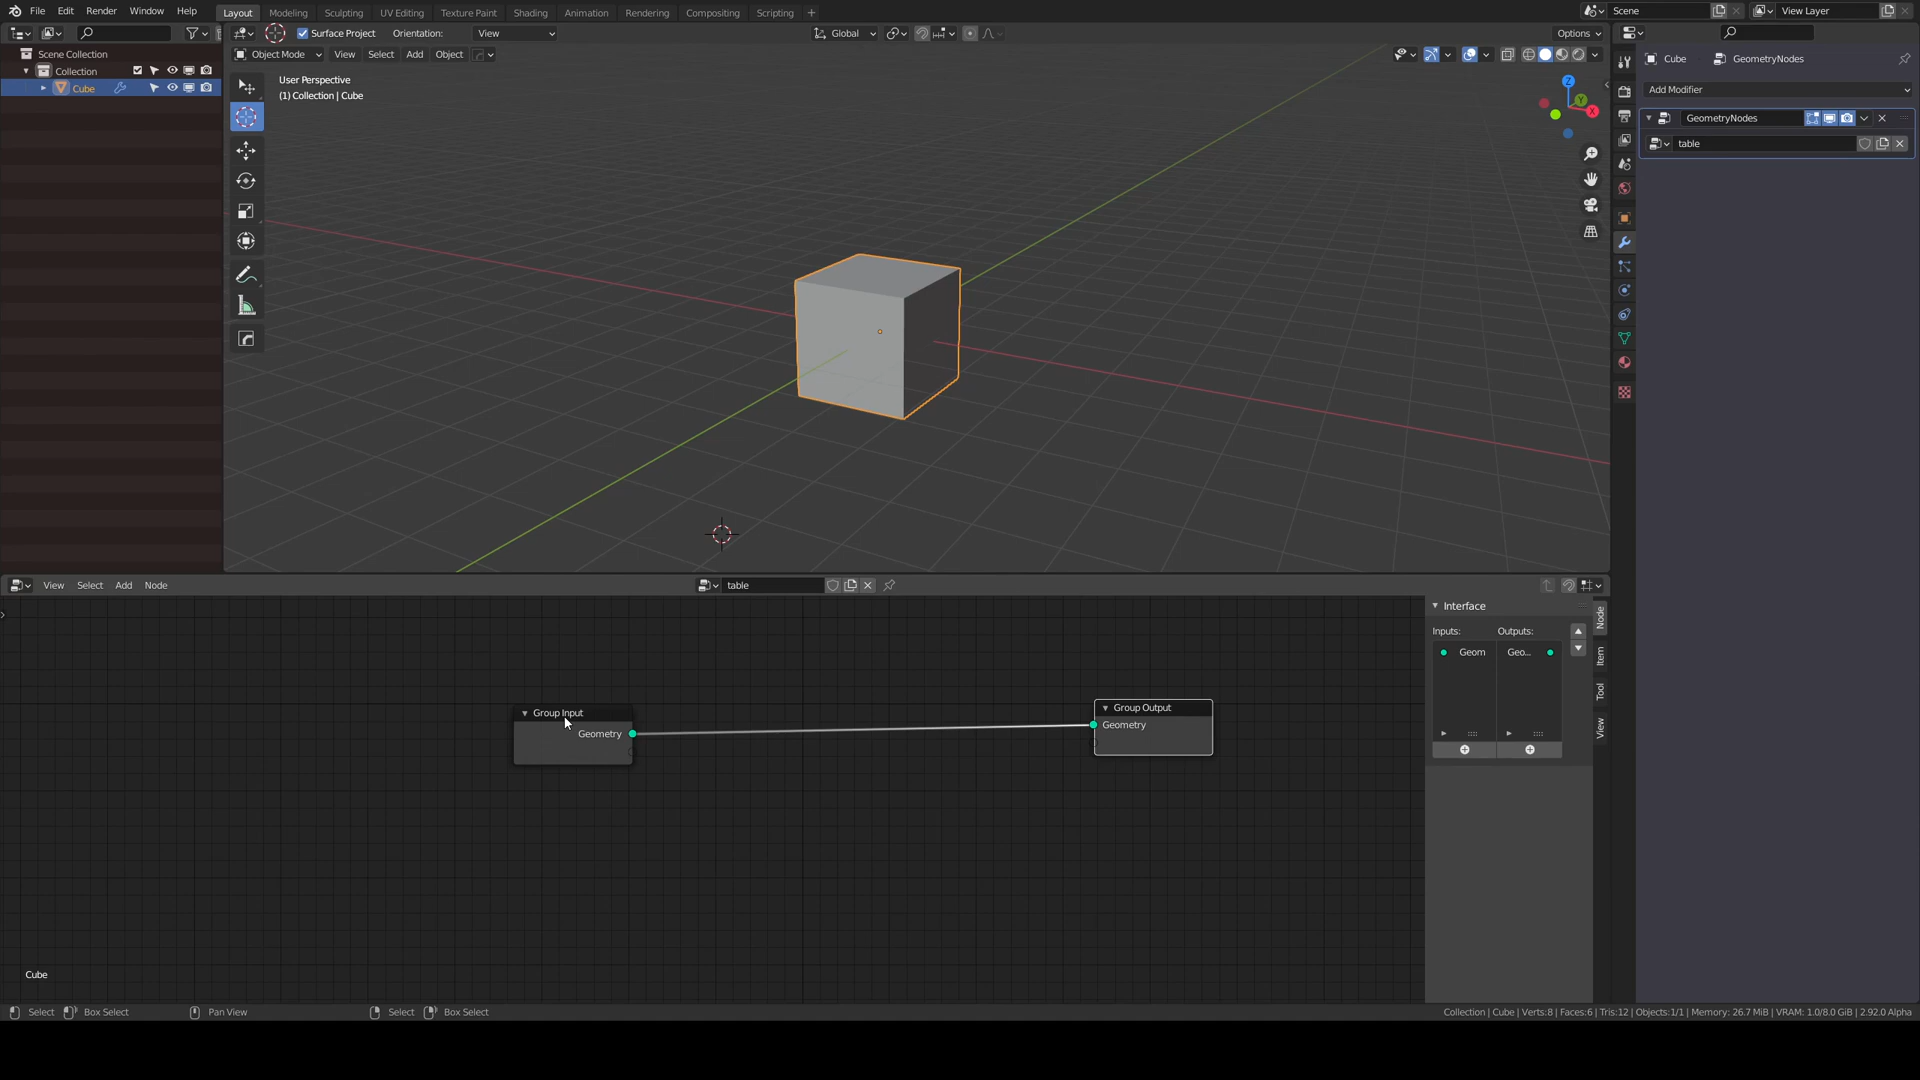 File Edit Render Window Help
Layout Modeling Sculpting UV Editing Texture Paint Shading Animation Rendering Compositing Scripting +
Scene
View Layer
Surface Project Orientation: View
Global
Options
Object Mode View Select Add Object
Scene Collection
Collection
Cube
User Perspective
(1) Collection | Cube
Z
Y
X
Cube GeometryNodes
Add Modifier
GeometryNodes
table
View Select Add Node
table
Interface
Inputs: Outputs:
Geom Geo...
Node
Item
Tool
View
Group Input
Geometry
Group Output
Geometry
Cube
Select Box Select Pan View Select Box Select
Collection | Cube | Verts:8 | Faces:6 | Tris:12 | Objects:1/1 | Memory: 26.7 MiB | VRAM: 1.0/8.0 GiB | 2.92.0 Alpha